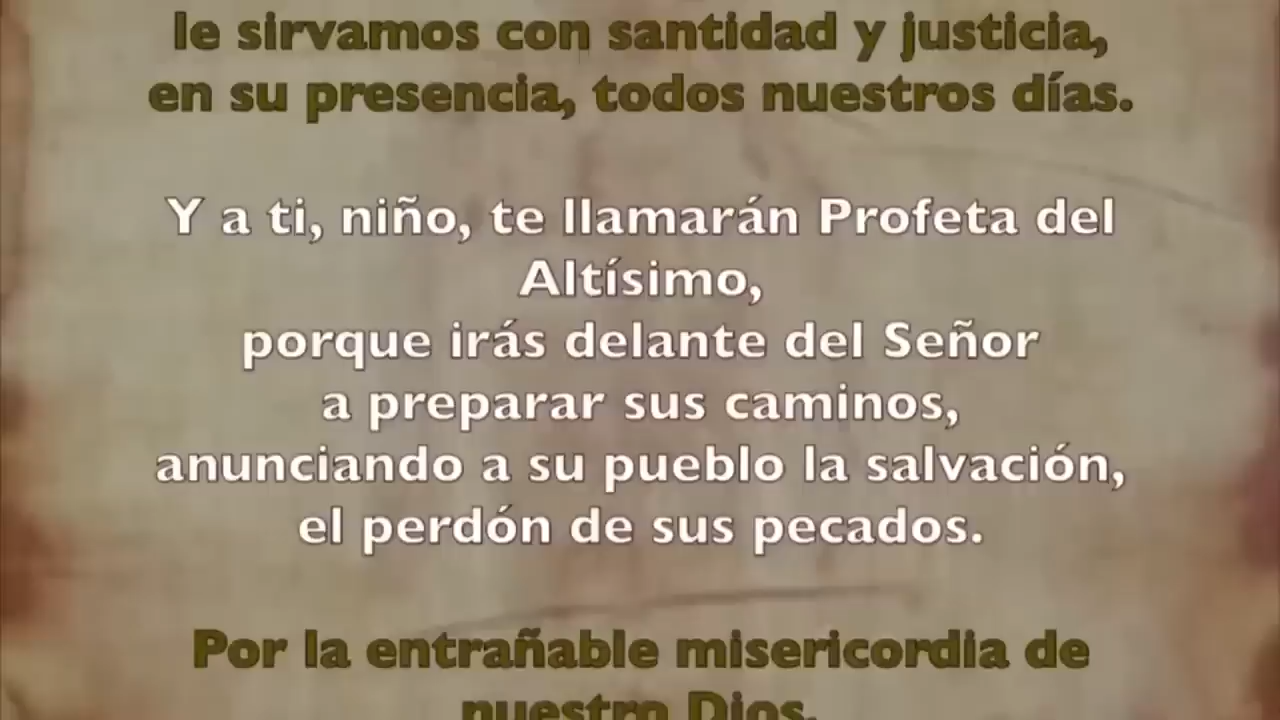 le sirvamos con santidad y justicia,
en su presencia, todos nuestros días.
Y a ti, niño, te llamarán Profeta del
Altísimo,
porque irás delante del Señor
a preparar sus caminos,
anunciando a su pueblo la salvación,
el perdón de sus pecados.
Por la entrañable misericordia de
nuestro Dios,